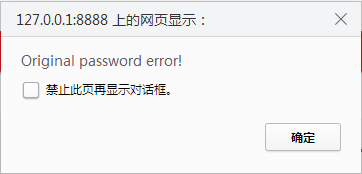 127.0.0.1:8888 上的网页显示：
Original password error!
禁止此页再显示对话框。
确定